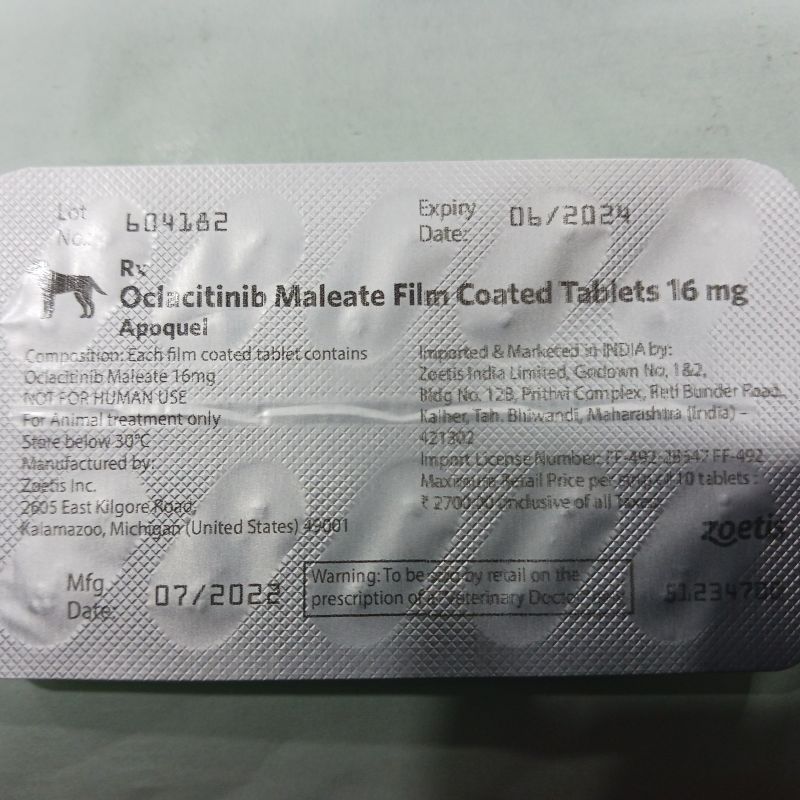 Lot No.: 604182
Expiry Date: 06/2024
Rx
Oclacitinib Maleate Film Coated Tablets 16 mg
Apoquel
Composition: Each film coated tablet contains
Oclacitinib Maleate 16mg
NOT FOR HUMAN USE
For Animal treatment only
Store below 30°C
Manufactured by:
Zoetis Inc.
2605 East Kilgore Road,
Kalamazoo, Michigan (United States) 49001
Imported & Marketed in INDIA by:
Zoetis India Limited, Godown No, 1&2,
Bldg No. 12B, Prithvi Complex, Reti Bunder Road,
Kalher, Tah. Bhiwandi, Maharashtra (India) –
421302
Import License Number:
Maximum Retail Price per strip of 10 tablets :
₹ 2700.00 inclusive of all Taxes
zoetis
Mfg Date: 07/2022
Warning: To be sold by retail on the
prescription of a "Veterinary Doctor"